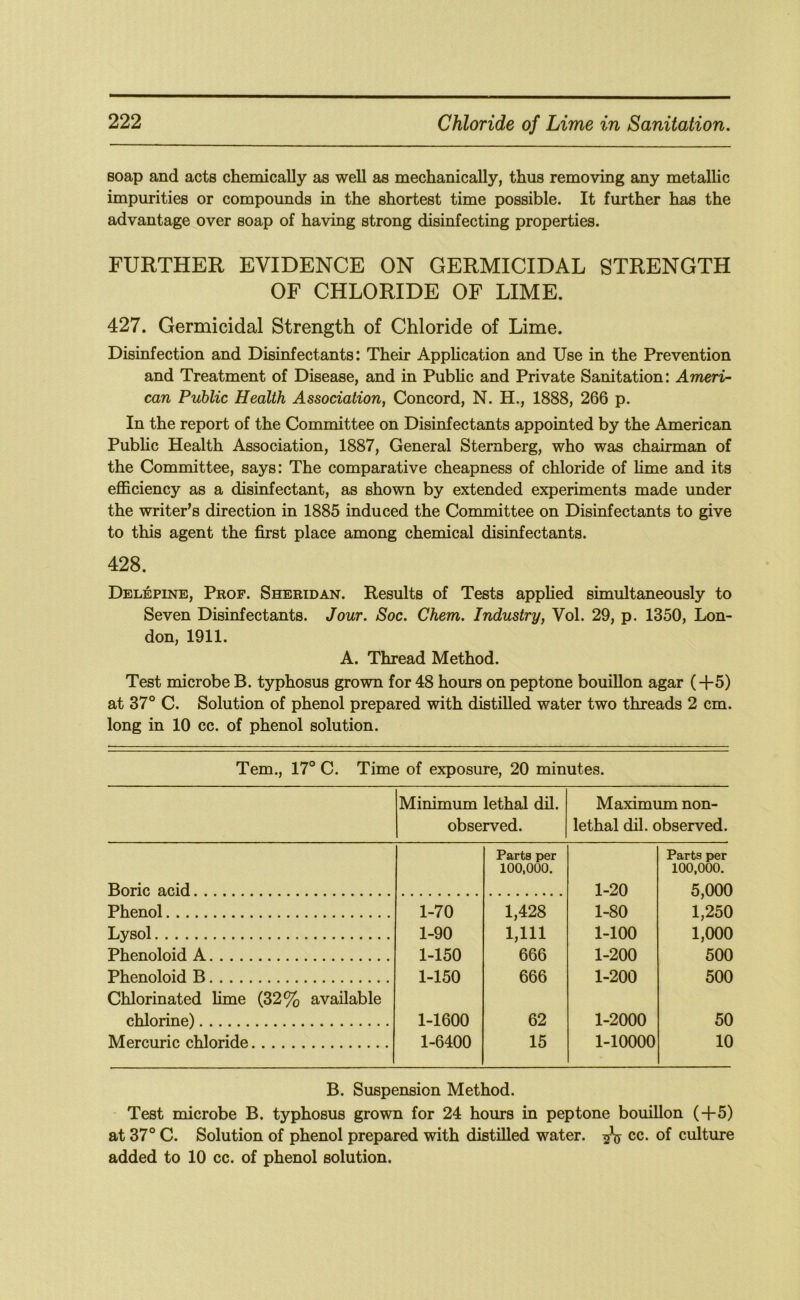 222 Chloride of Lime in Sanitation.
soap and acts chemically as well as mechanically, thus removing any metallic
impurities or compounds in the shortest time possible. It further has the
advantage over soap of having strong disinfecting properties.
FURTHER EVIDENCE ON GERMICIDAL STRENGTH
OF CHLORIDE OF LIME.
427. Germicidal Strength of Chloride of Lime.
Disinfection and Disinfectants: Their Application and Use in the Prevention
and Treatment of Disease, and in Public and Private Sanitation: Ameri-
can Public Health Association, Concord, N. H., 1888, 266 p.
In the report of the Committee on Disinfectants appointed by the American
Public Health Association, 1887, General Sternberg, who was chairman of
the Committee, says: The comparative cheapness of chloride of lime and its
efficiency as a disinfectant, as shown by extended experiments made under
the writer's direction in 1885 induced the Committee on Disinfectants to give
to this agent the first place among chemical disinfectants.
428.
Delépine, Prof. Sheridan. Results of Tests applied simultaneously to
Seven Disinfectants. Jour. Soc. Chem. Industry, Vol. 29, p. 1350, Lon-
don, 1911.
A. Thread Method.
Test microbe B. typhosus grown for 48 hours on peptone bouillon agar (+5)
at 37° C. Solution of phenol prepared with distilled water two threads 2 cm.
long in 10 cc. of phenol solution.
Tem., 17° C. Time of exposure, 20 minutes.
Minimum lethal dil. Maximum non-
observed. lethal dil. observed.
Parts per Parts per
100,000. 100,000.
Boric acid....................... ......... ......... 1-20 5,000
Phenol.......................... 1-70 1,428 1-80 1,250
Lysol........................... 1-90 1,111 1-100 1,000
Phenoloid A..................... 1-150 666 1-200 500
Phenoloid B..................... 1-150 666 1-200 500
Chlorinated lime (32% available
chlorine)...................... 1-1600 62 1-2000 50
Mercuric chloride................ 1-6400 15 1-10000 10
B. Suspension Method.
Test microbe B. typhosus grown for 24 hours in peptone bouillon (+5)
at 37° C. Solution of phenol prepared with distilled water. 1/20 cc. of culture
added to 10 cc. of phenol solution.